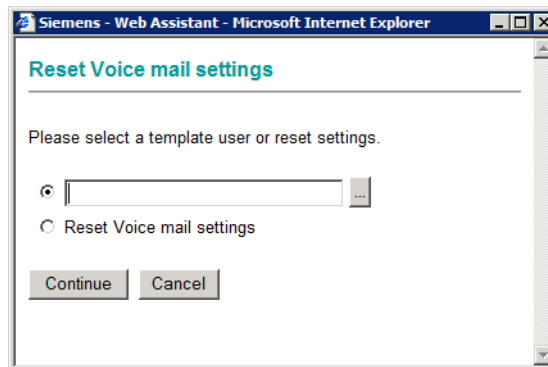 Siemens - Web Assistant - Microsoft Internet Explorer
Reset Voice mail settings
Please select a template user or reset settings.
...
Reset Voice mail settings
Continue Cancel